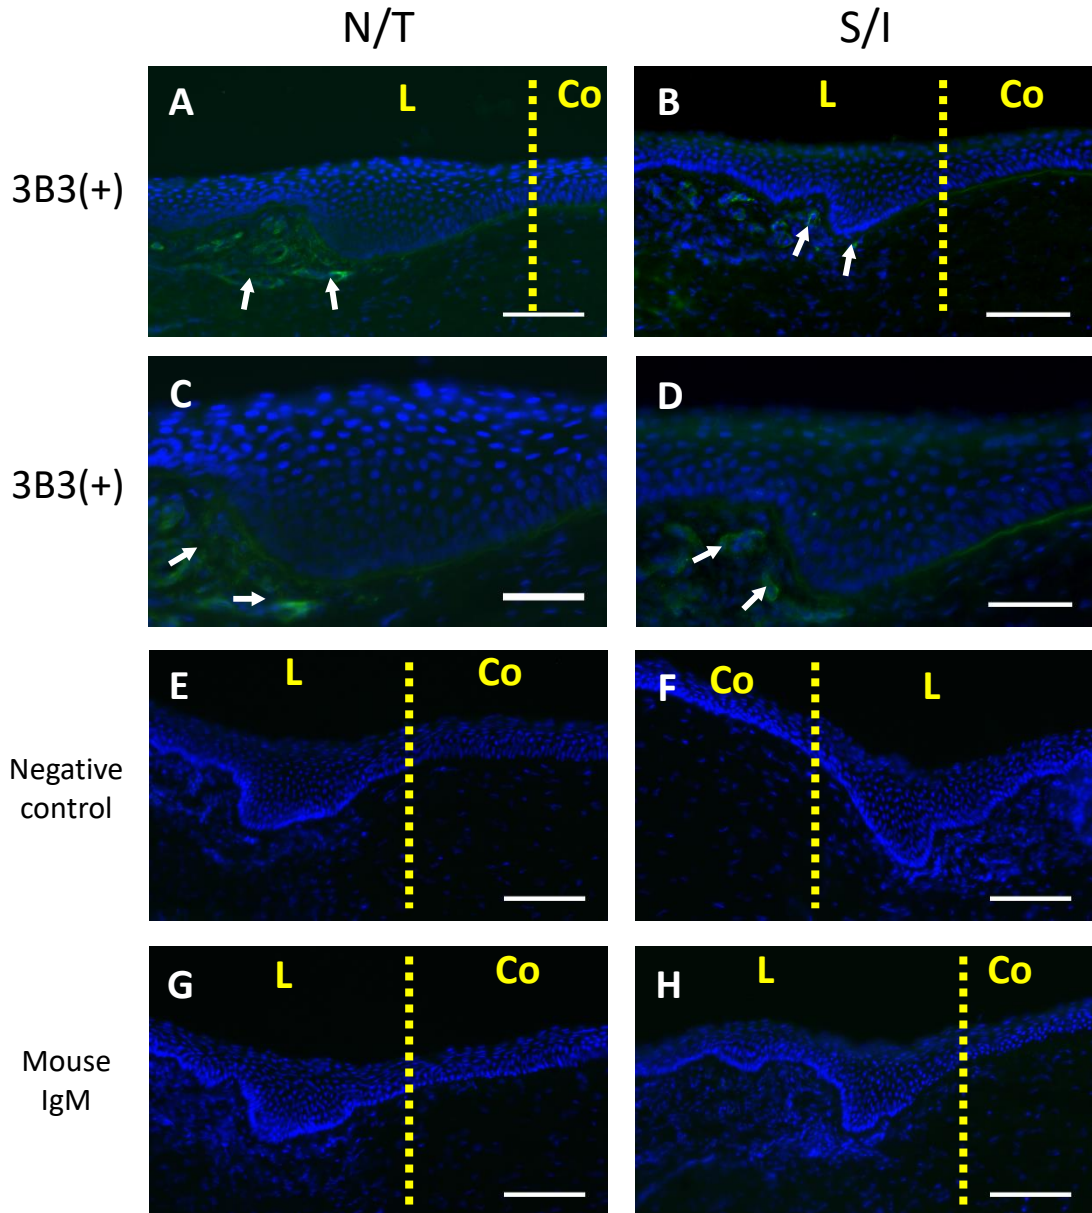 N/T S/I
A L Co B L Co
3B3(+)
C D
3B3(+)
E L Co F Co L
Negative
control
G L Co H L Co
Mouse
IgM